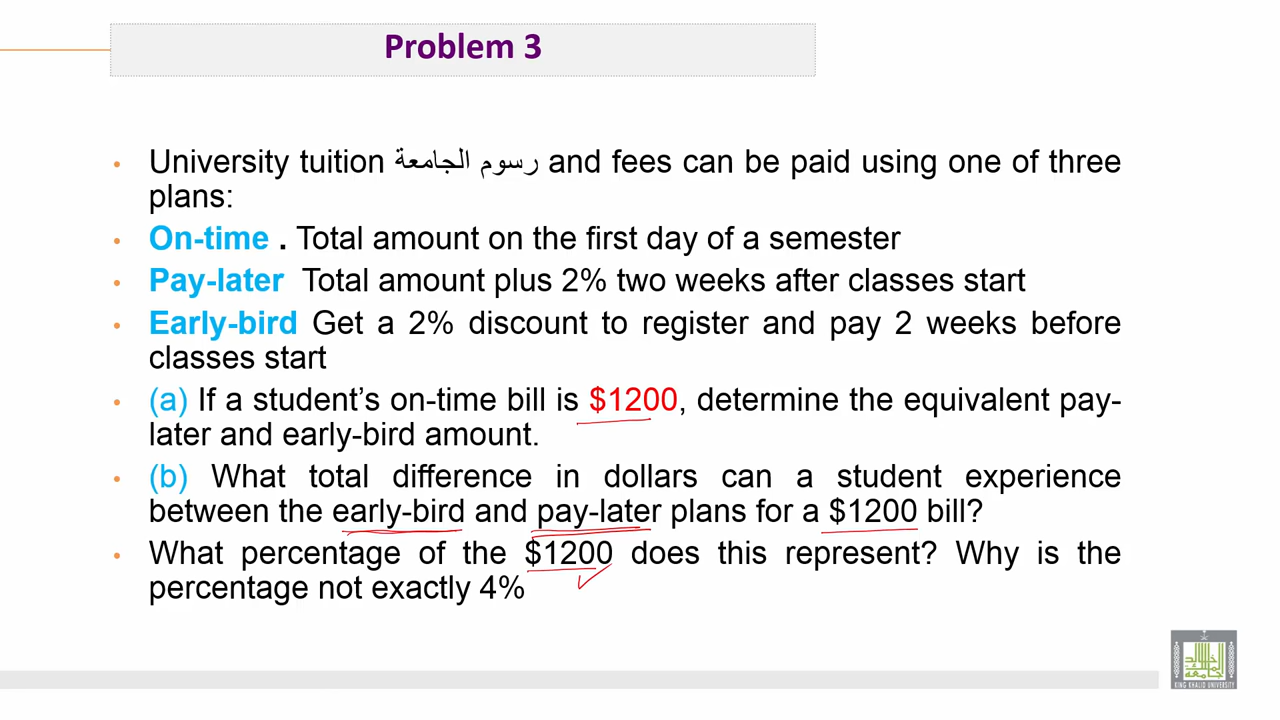 Problem 3
• University tuition رسوم الجامعة and fees can be paid using one of three
plans:
• On-time . Total amount on the first day of a semester
• Pay-later Total amount plus 2% two weeks after classes start
• Early-bird Get a 2% discount to register and pay 2 weeks before
classes start
• (a) If a student’s on-time bill is $1200, determine the equivalent pay-
later and early-bird amount.
• (b) What total difference in dollars can a student experience
between the early-bird and pay-later plans for a $1200 bill?
• What percentage of the $1200 does this represent? Why is the
percentage not exactly 4%
KING KHALID UNIVERSITY